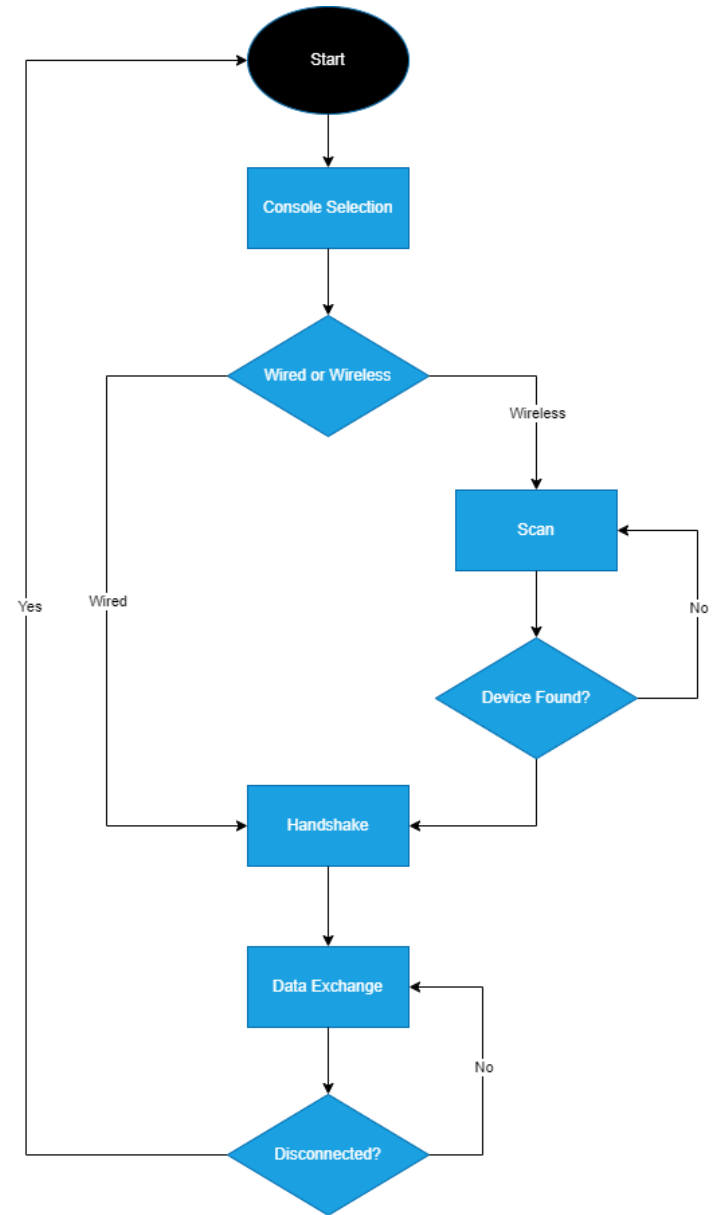 Start
Console Selection
Wired or Wireless
Wireless
Scan
Yes
Wired
No
Device Found?
Handshake
Data Exchange
No
Disconnected?